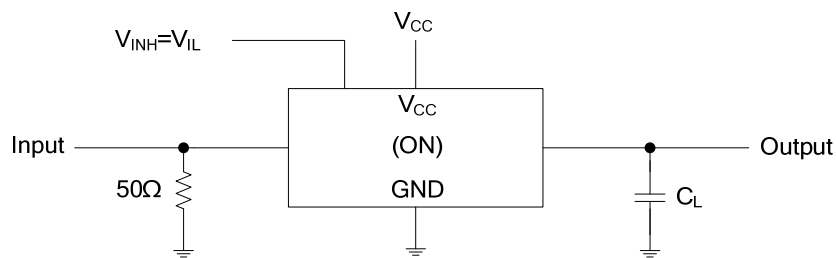 V_CC
V_INH=V_IL
V_CC
Input
(ON)
Output
50Ω
GND
C_L